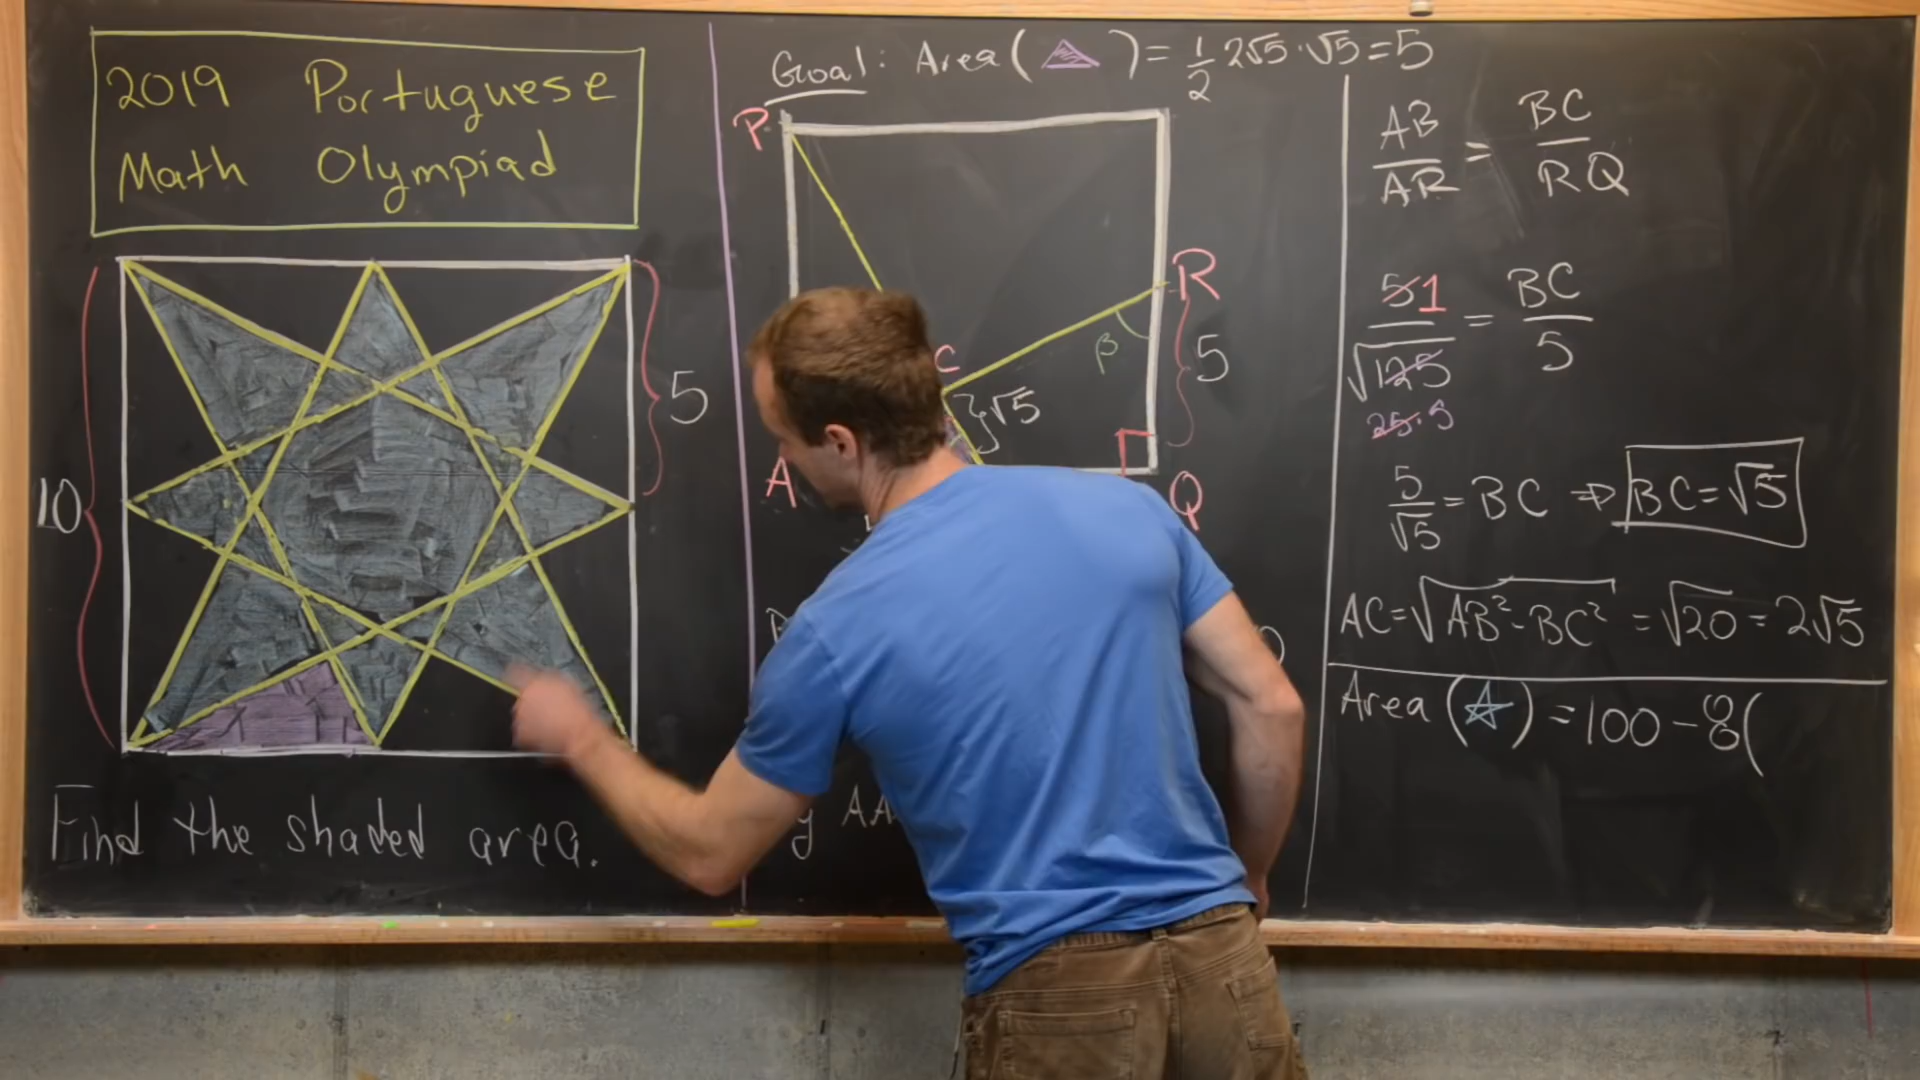 2019 Portuguese
Math Olympiad
10
5
Find the shaded area.
Goal: Area( ) = 1/2 2√5 · √5 = 5
P
R
C
β
5
}√5
A
Q
AA
AB/AR = BC/RQ
51/√125 = BC/5
25·5
5/√5 = BC ⇒ BC = √5
AC = √AB² - BC² = √20 = 2√5
Area (☆) = 100 - 8(